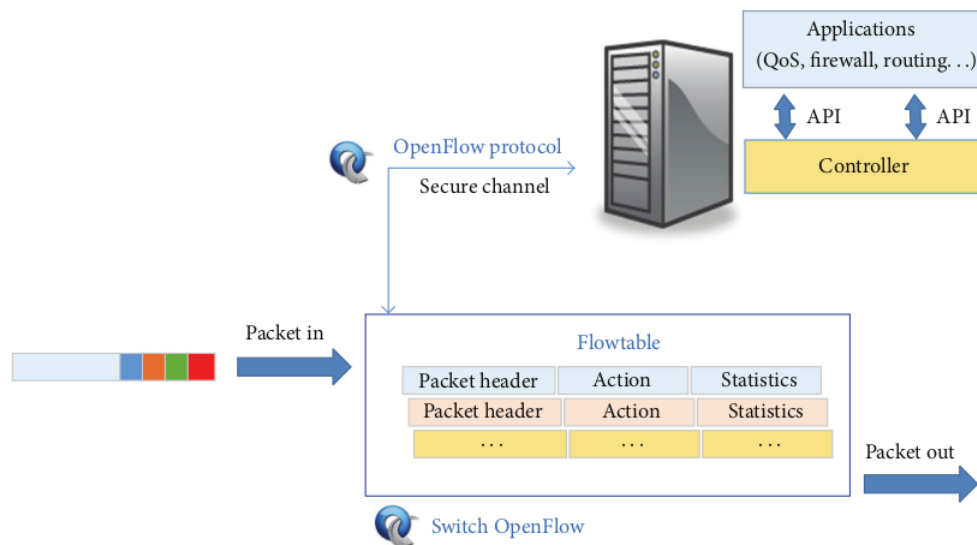 Applications
(QoS, firewall, routing. . .)
API
API
Controller
OpenFlow protocol
Secure channel
Packet in
Flowtable
Packet header Action Statistics
Packet header Action Statistics
. . . . . . . . .
Packet out
Switch OpenFlow